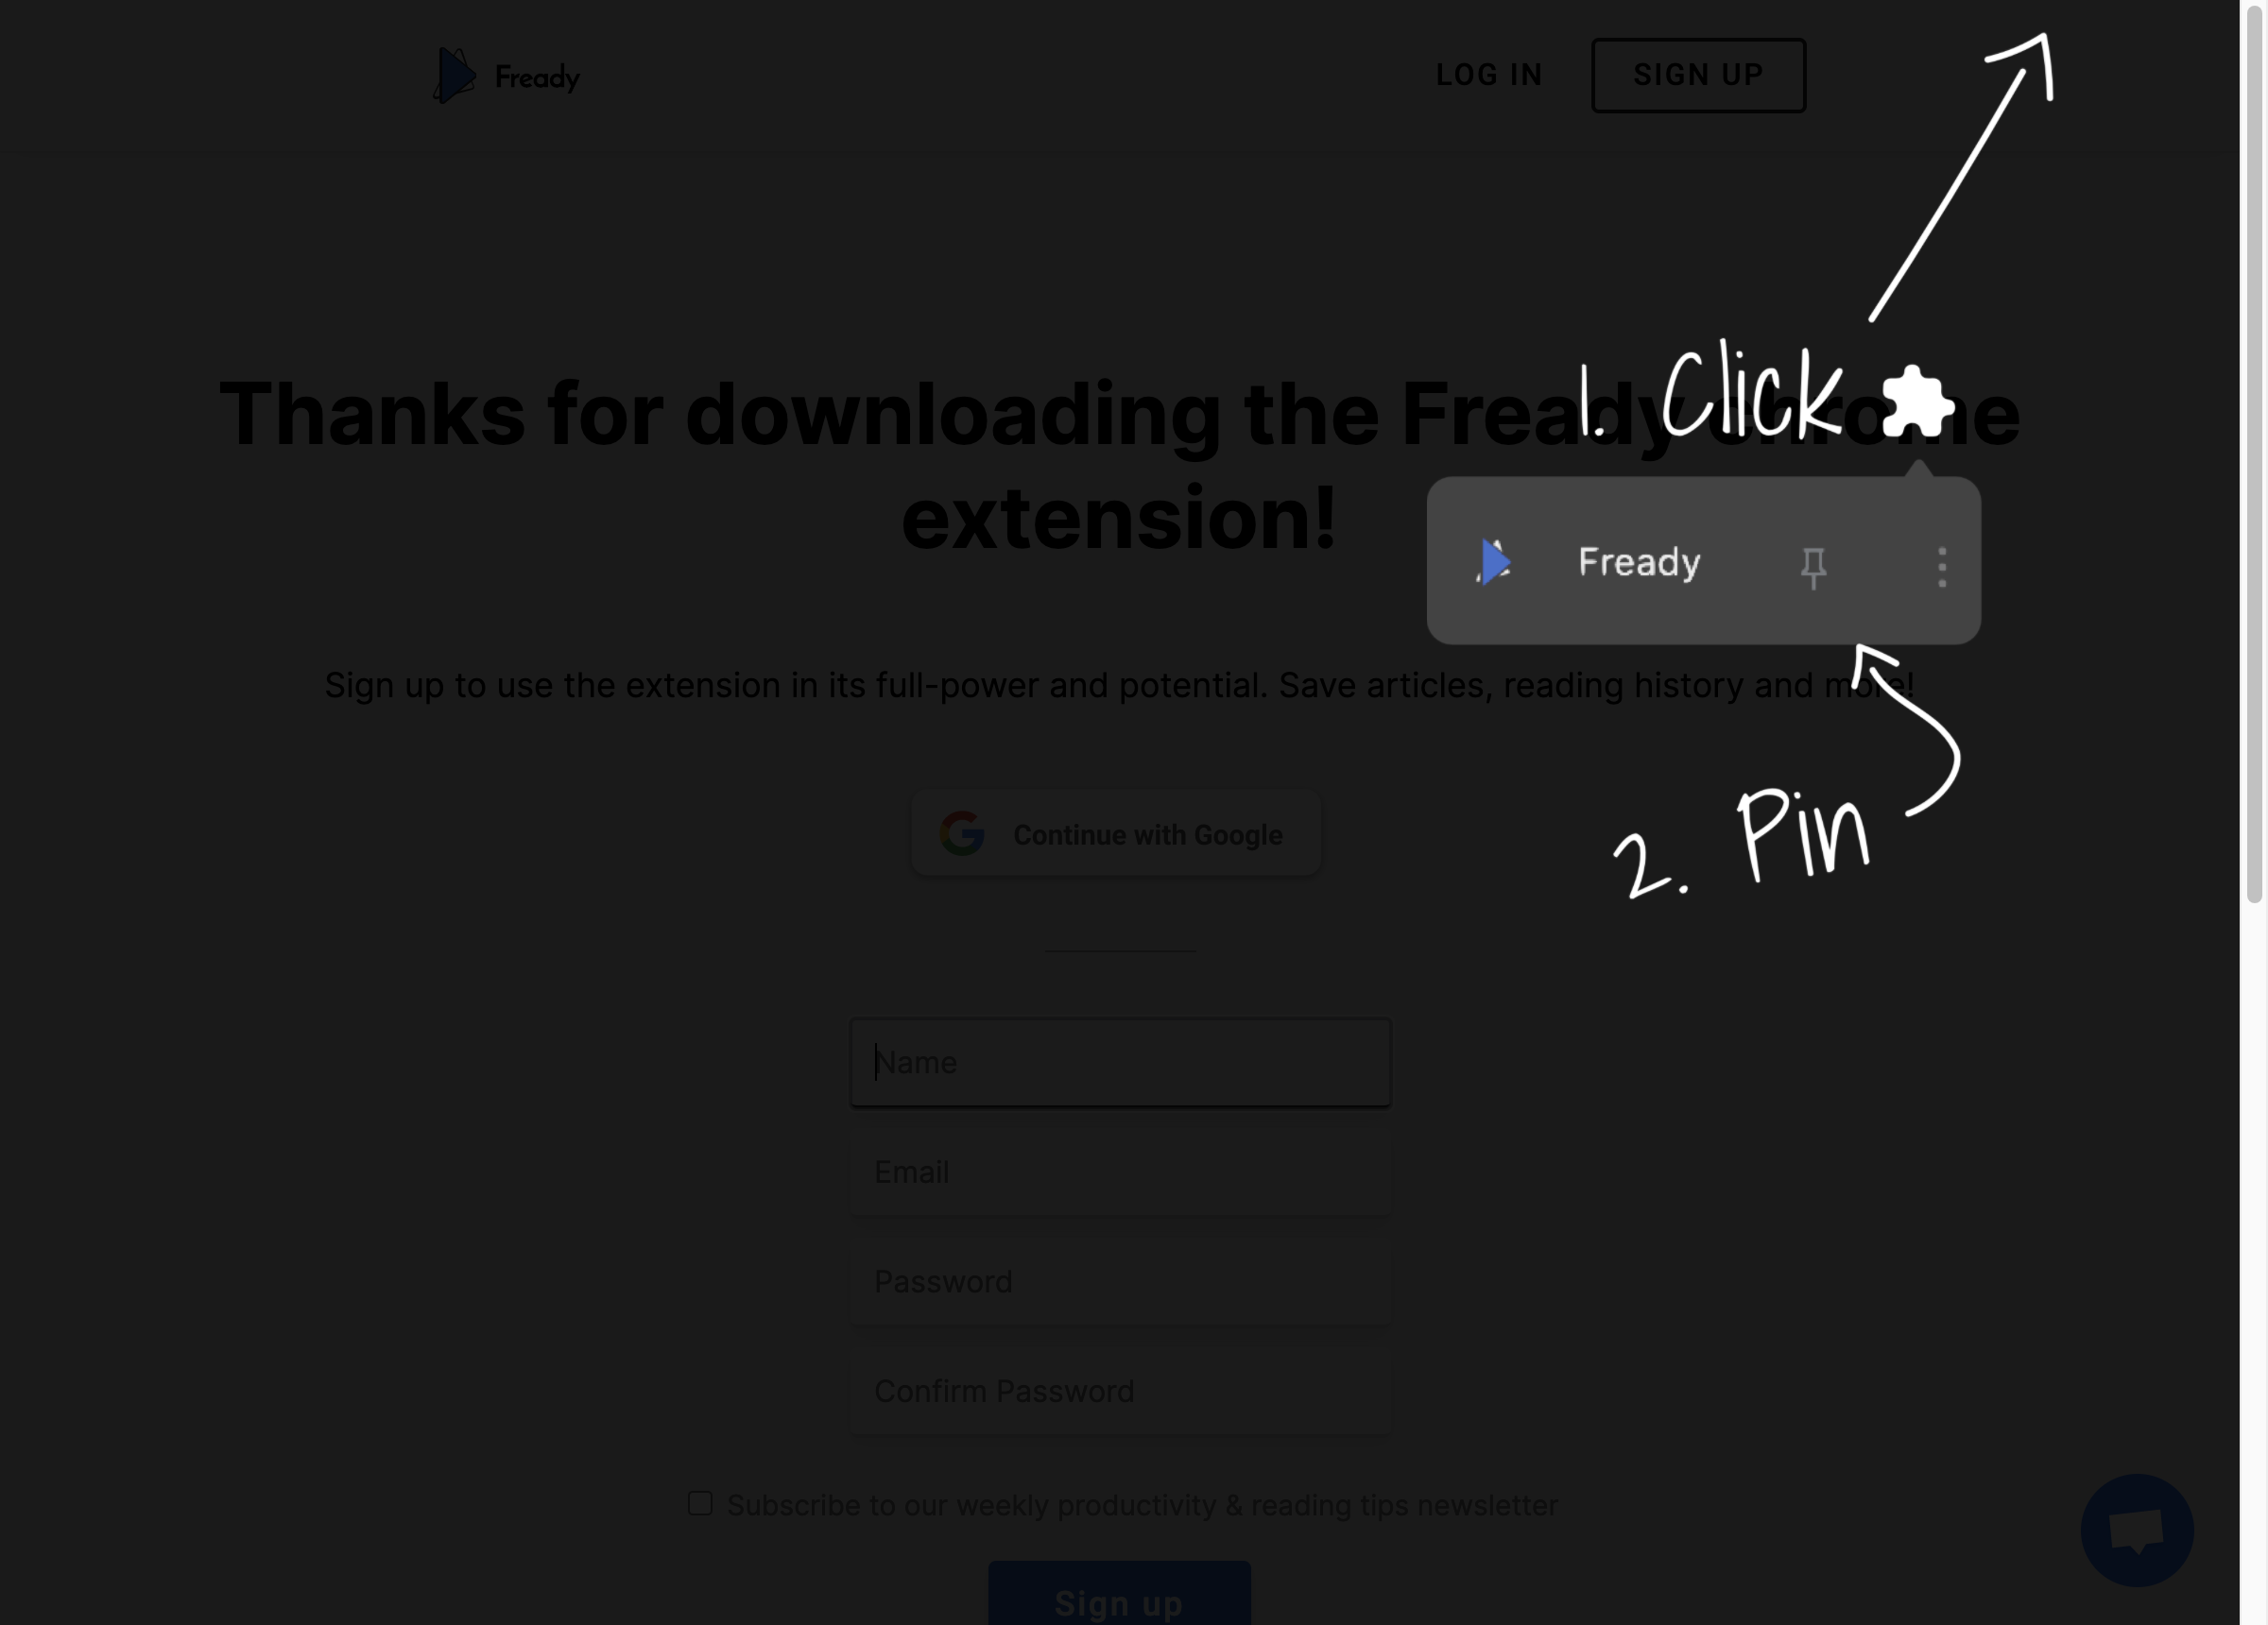 Fready
LOG IN
SIGN UP
1. Click
Thanks for downloading the Fready chrome
extension!
Fready
Sign up to use the extension in its full-power and potential. Save articles, reading history and more!
2. Pin
Continue with Google
Name
Email
Password
Confirm Password
Subscribe to our weekly productivity & reading tips newsletter
Sign up